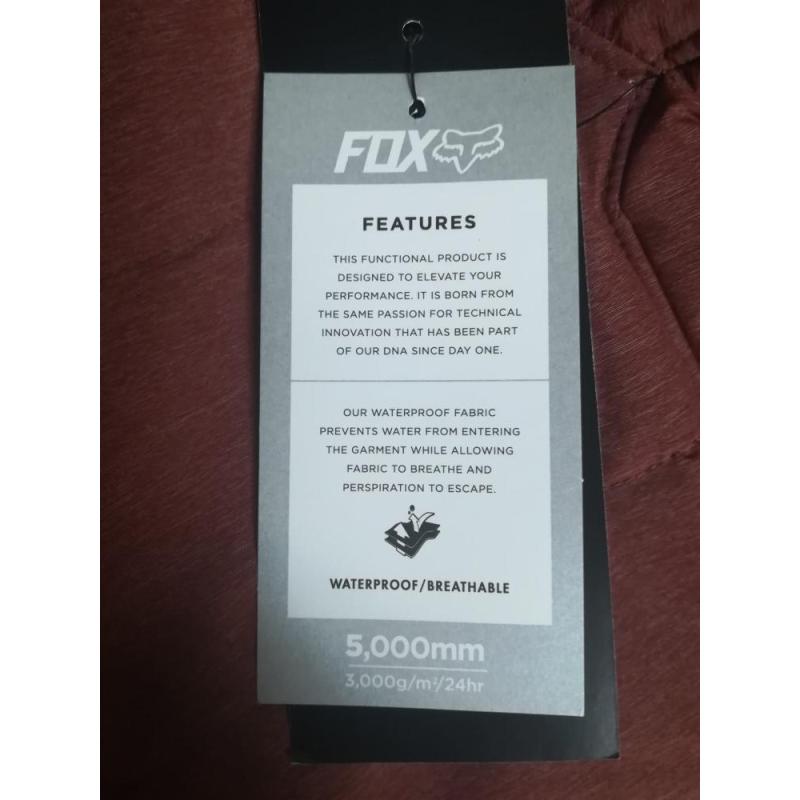 FOX
FEATURES
THIS FUNCTIONAL PRODUCT IS
DESIGNED TO ELEVATE YOUR
PERFORMANCE. IT IS BORN FROM
THE SAME PASSION FOR TECHNICAL
INNOVATION THAT HAS BEEN PART
OF OUR DNA SINCE DAY ONE.
OUR WATERPROOF FABRIC
PREVENTS WATER FROM ENTERING
THE GARMENT WHILE ALLOWING
FABRIC TO BREATHE AND
PERSPIRATION TO ESCAPE.
WATERPROOF/BREATHABLE
5,000mm
3,000g/m²/24hr